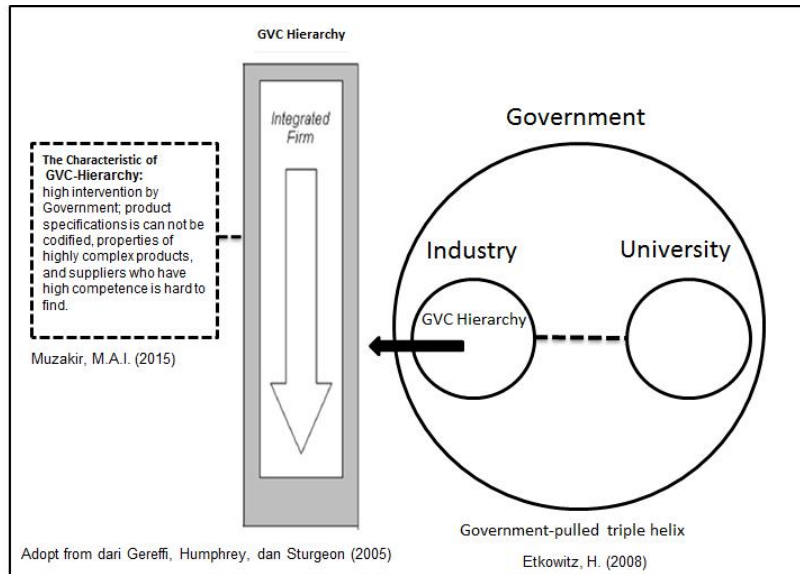 GVC Hierarchy
Integrated
Firm
The Characteristic of
GVC-Hierarchy:
high intervention by
Government; product
specifications is can not be
codified, properties of
highly complex products,
and suppliers who have
high competence is hard to
find.
Muzakir, M.A.I. (2015)
Adopt from dari Gereffi, Humphrey, dan Sturgeon (2005)
Government
Industry
University
GVC Hierarchy
Government-pulled triple helix
Etkowitz, H. (2008)